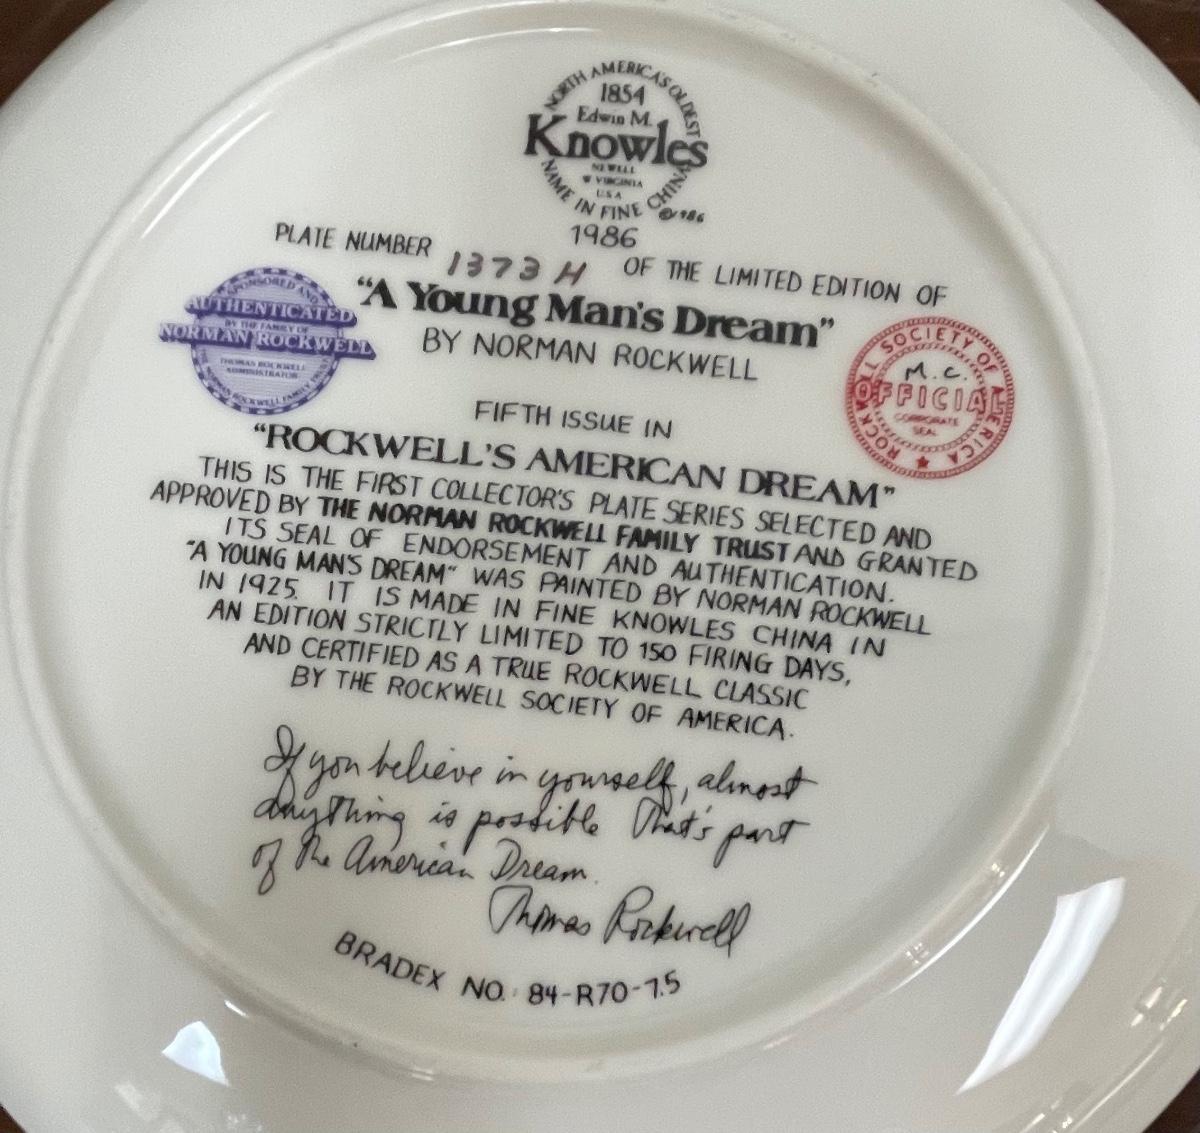 NORTH AMERICA'S OLDEST
1854
Edwin M.
Knowles
NEWELL
W VIRGINIA
U.S.A
NAME IN FINE CHINA
© 1986
1986
PLATE NUMBER 1373 H OF THE LIMITED EDITION OF
"A Young Man's Dream"
BY NORMAN ROCKWELL
SPONSORED AND
AUTHENTICATED
BY THE FAMILY OF
NORMAN ROCKWELL
THOMAS ROCKWELL
ADMINISTRATOR
THE NORMAN ROCKWELL FAMILY TRUST
ROCKWELL SOCIETY OF AMERICA
M.C.
OFFICIAL
CORPORATE
SEAL
FIFTH ISSUE IN
"ROCKWELL'S AMERICAN DREAM"
THIS IS THE FIRST COLLECTOR'S PLATE SERIES SELECTED AND
APPROVED BY THE NORMAN ROCKWELL FAMILY TRUST AND GRANTED
ITS SEAL OF ENDORSEMENT AND AUTHENTICATION.
"A YOUNG MAN'S DREAM" WAS PAINTED BY NORMAN ROCKWELL
IN 1925. IT IS MADE IN FINE KNOWLES CHINA IN
AN EDITION STRICTLY LIMITED TO 150 FIRING DAYS,
AND CERTIFIED AS A TRUE ROCKWELL CLASSIC
BY THE ROCKWELL SOCIETY OF AMERICA.
If you believe in yourself, almost
anything is possible That's part
of the American Dream.
Thomas Rockwell
BRADEX NO. 84-R70-7.5